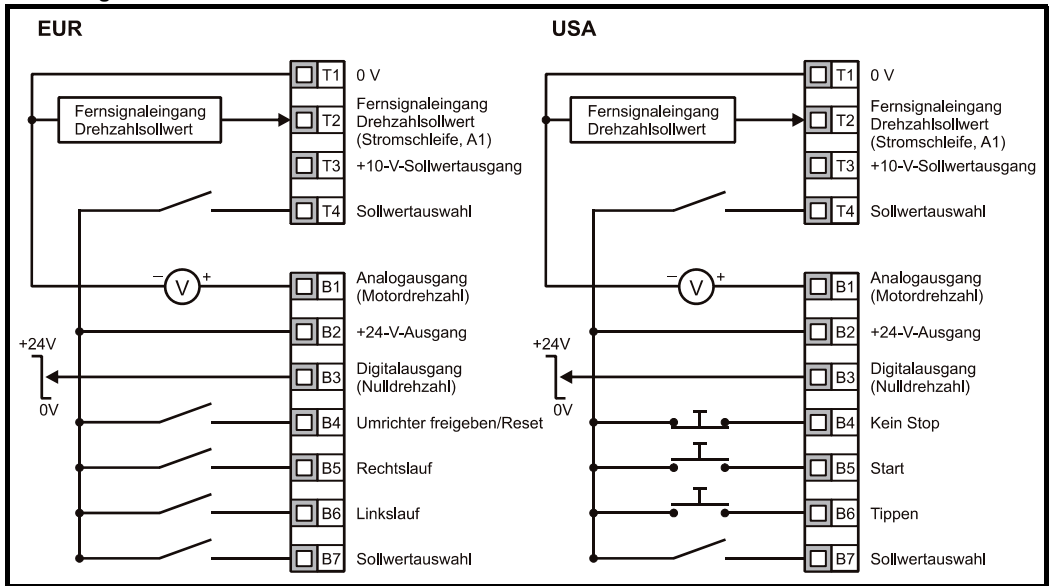 EUR
T1 0 V
Fernsignaleingang
Drehzahlsollwert
T2 Fernsignaleingang
Drehzahlsollwert
(Stromschleife, A1)
T3 +10-V-Sollwertausgang
T4 Sollwertauswahl
– V +
B1 Analogausgang
(Motordrehzahl)
B2 +24-V-Ausgang
+24V
0V
B3 Digitalausgang
(Nulldrehzahl)
B4 Umrichter freigeben/Reset
B5 Rechtslauf
B6 Linkslauf
B7 Sollwertauswahl
USA
T1 0 V
Fernsignaleingang
Drehzahlsollwert
T2 Fernsignaleingang
Drehzahlsollwert
(Stromschleife, A1)
T3 +10-V-Sollwertausgang
T4 Sollwertauswahl
– V +
B1 Analogausgang
(Motordrehzahl)
B2 +24-V-Ausgang
+24V
0V
B3 Digitalausgang
(Nulldrehzahl)
B4 Kein Stop
B5 Start
B6 Tippen
B7 Sollwertauswahl